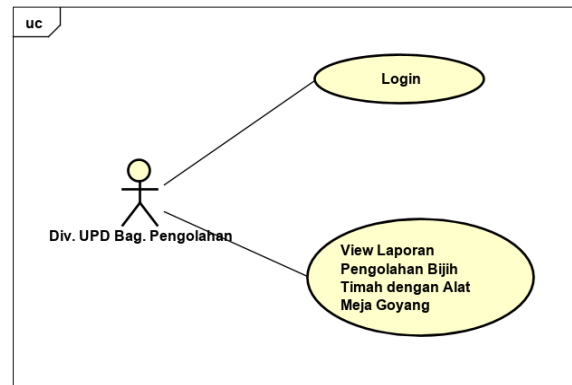 uc
Login
Div. UPD Bag. Pengolahan
View Laporan
Pengolahan Bijih
Timah dengan Alat
Meja Goyang